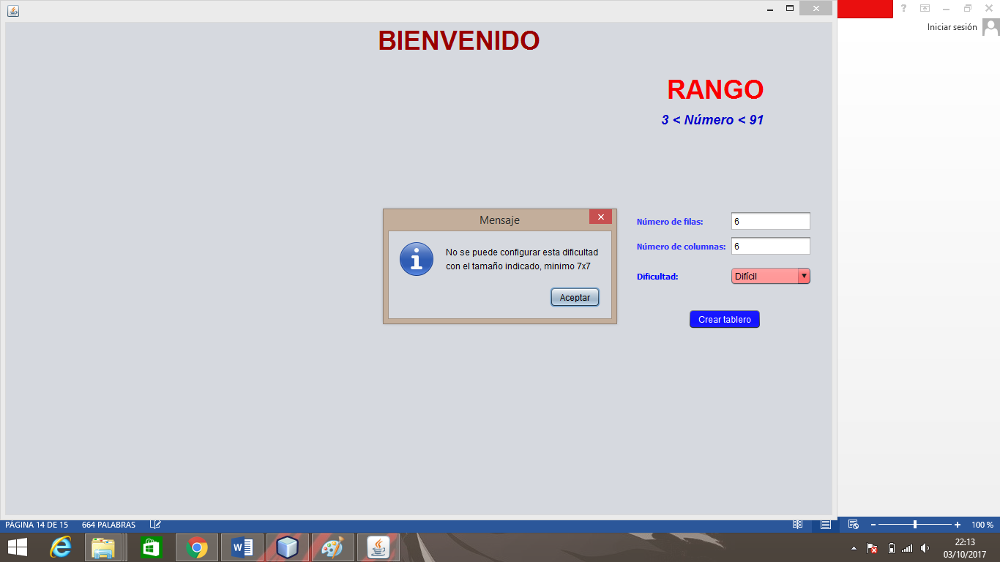 ?
Iniciar sesión
BIENVENIDO
RANGO
3 < Número < 91
Mensaje
No se puede configurar esta dificultad
con el tamaño indicado, minimo 7x7
Aceptar
Número de filas: 6
Número de columnas: 6
Dificultad: Difícil
Crear tablero
PÁGINA 14 DE 15 664 PALABRAS 100 %
22:13
03/10/2017